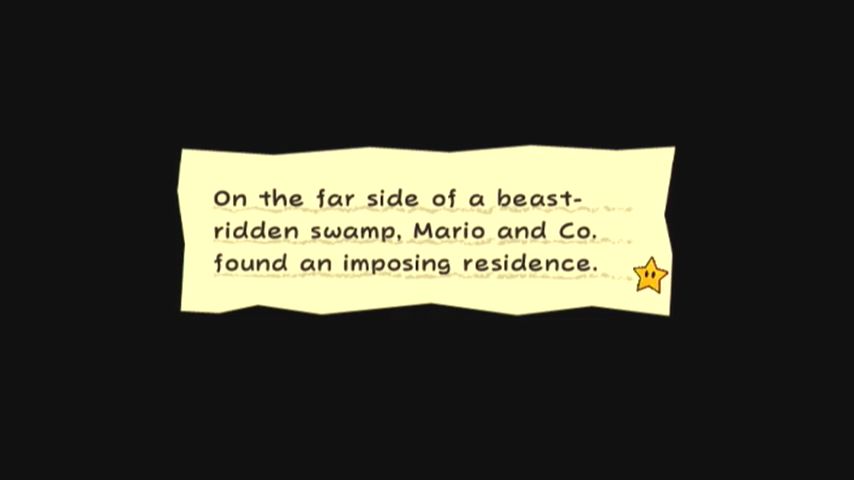 On the far side of a beast-
ridden swamp, Mario and Co.
found an imposing residence.